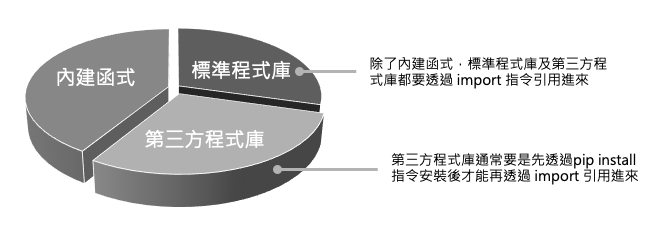 內建函式
標準程式庫
第三方程式庫
除了內建函式，標準程式庫及第三方程
式庫都要透過 import 指令引用進來
第三方程式庫通常要是先透過pip install
指令安裝後才能再透過 import 引用進來